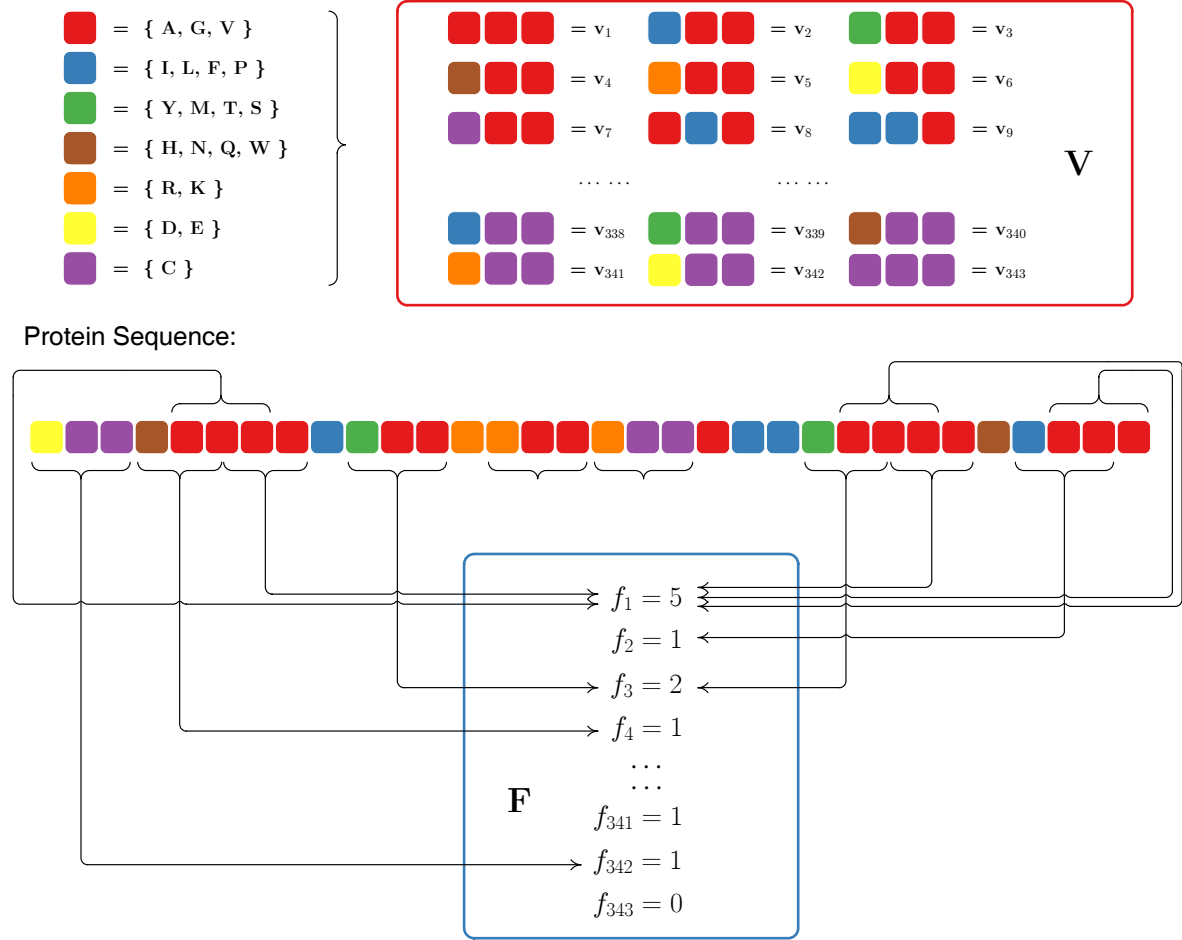 = { A, G, V }
= { I, L, F, P }
= { Y, M, T, S }
= { H, N, Q, W }
= { R, K }
= { D, E }
= { C }
= v₁ = v₂ = v₃
= v₄ = v₅ = v₆
= v₇ = v₈ = v₉
V
... ... ... ...
= v₃₃₈ = v₃₃₉ = v₃₄₀
= v₃₄₁ = v₃₄₂ = v₃₄₃
Protein Sequence:
f₁ = 5
f₂ = 1
f₃ = 2
f₄ = 1
...
...
F
f₃₄₁ = 1
f₃₄₂ = 1
f₃₄₃ = 0